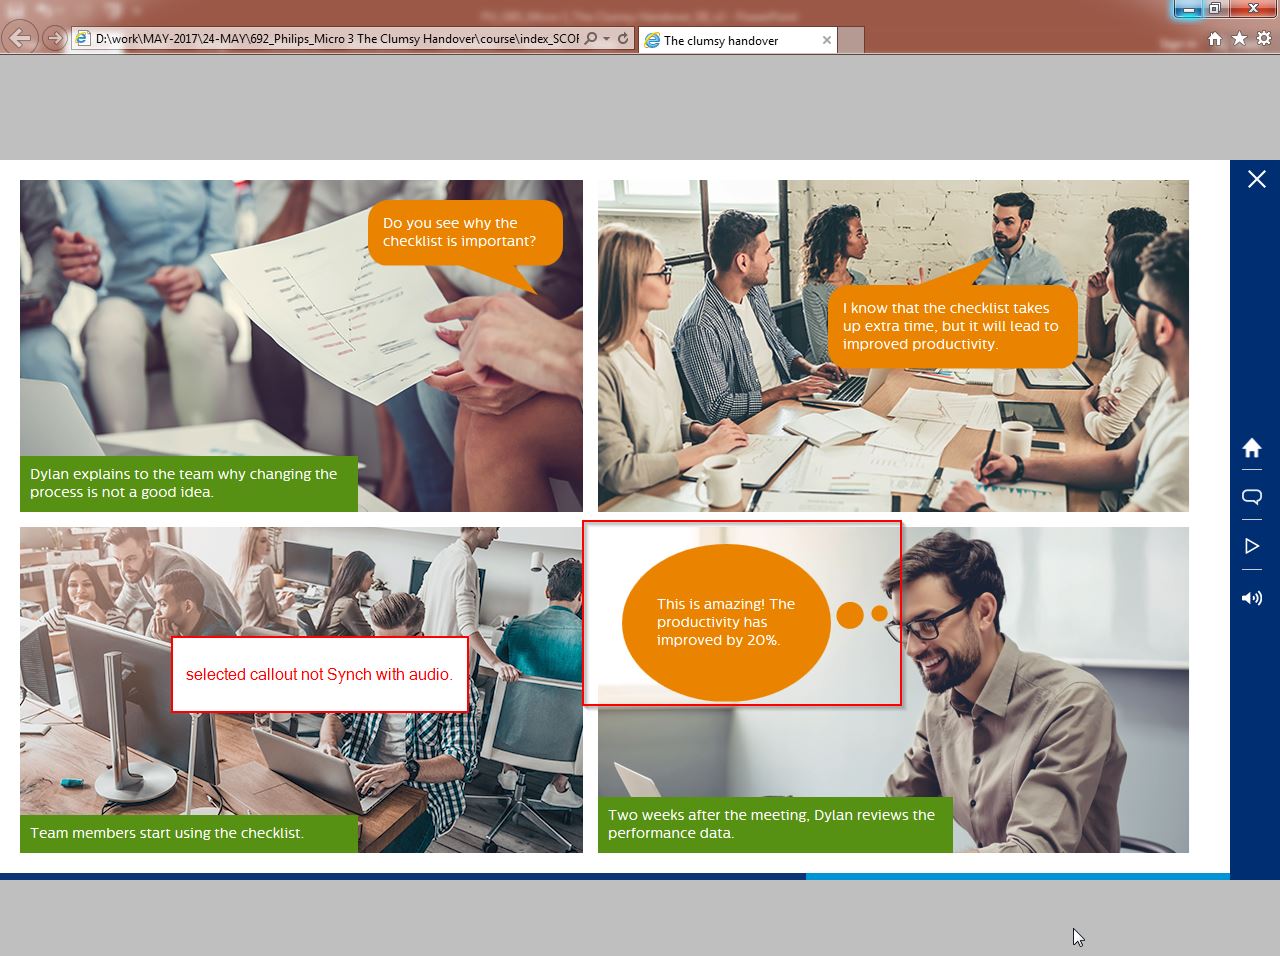 D:\work\MAY-2017\24-MAY\692_Philips_Micro 3 The Clumsy Handover\course\index_SCOF
The clumsy handover
Do you see why the
checklist is important?
Dylan explains to the team why changing the
process is not a good idea.
I know that the checklist takes
up extra time, but it will lead to
improved productivity.
selected callout not Synch with audio.
Team members start using the checklist.
This is amazing! The
productivity has
improved by 20%.
Two weeks after the meeting, Dylan reviews the
performance data.